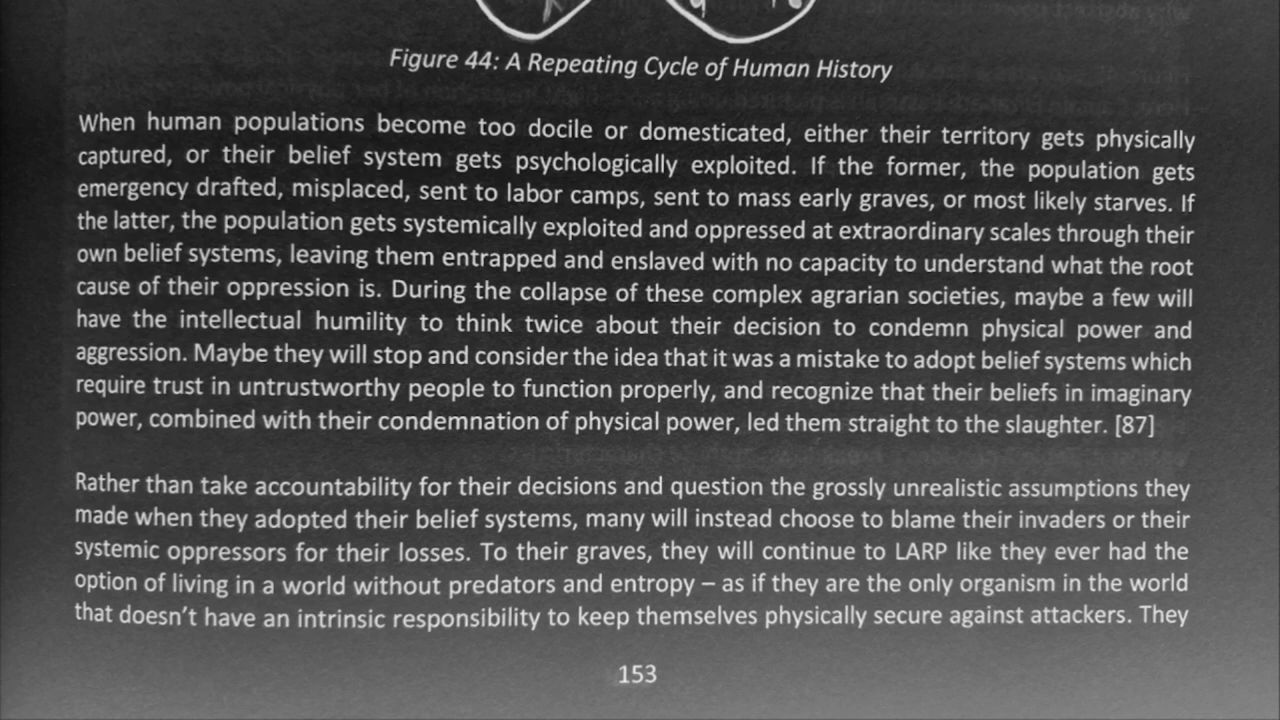 Figure 44: A Repeating Cycle of Human History
When human populations become too docile or domesticated, either their territory gets physically
captured, or their belief system gets psychologically exploited. If the former, the population gets
emergency drafted, misplaced, sent to labor camps, sent to mass early graves, or most likely starves. If
the latter, the population gets systemically exploited and oppressed at extraordinary scales through their
own belief systems, leaving them entrapped and enslaved with no capacity to understand what the root
cause of their oppression is. During the collapse of these complex agrarian societies, maybe a few will
have the intellectual humility to think twice about their decision to condemn physical power and
aggression. Maybe they will stop and consider the idea that it was a mistake to adopt belief systems which
require trust in untrustworthy people to function properly, and recognize that their beliefs in imaginary
power, combined with their condemnation of physical power, led them straight to the slaughter. [87]
Rather than take accountability for their decisions and question the grossly unrealistic assumptions they
made when they adopted their belief systems, many will instead choose to blame their invaders or their
systemic oppressors for their losses. To their graves, they will continue to LARP like they ever had the
option of living in a world without predators and entropy – as if they are the only organism in the world
that doesn't have an intrinsic responsibility to keep themselves physically secure against attackers. They
153